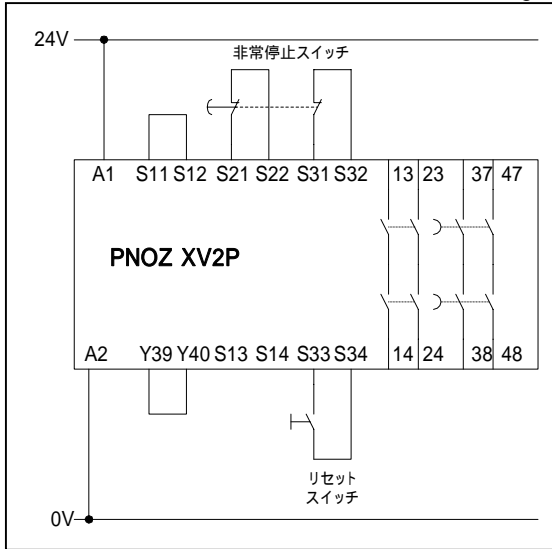 24V
非常停止スイッチ
A1 S11 S12 S21 S22 S31 S32 13 23 37 47
PNOZ XV2P
A2 Y39 Y40 S13 S14 S33 S34 14 24 38 48
リセット
スイッチ
0V